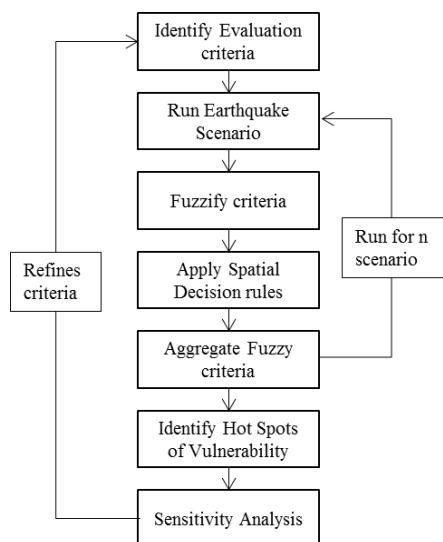 Identify Evaluation
criteria
Run Earthquake
Scenario
Fuzzify criteria
Run for n
scenario
Refines
criteria
Apply Spatial
Decision rules
Aggregate Fuzzy
criteria
Identify Hot Spots
of Vulnerability
Sensitivity Analysis